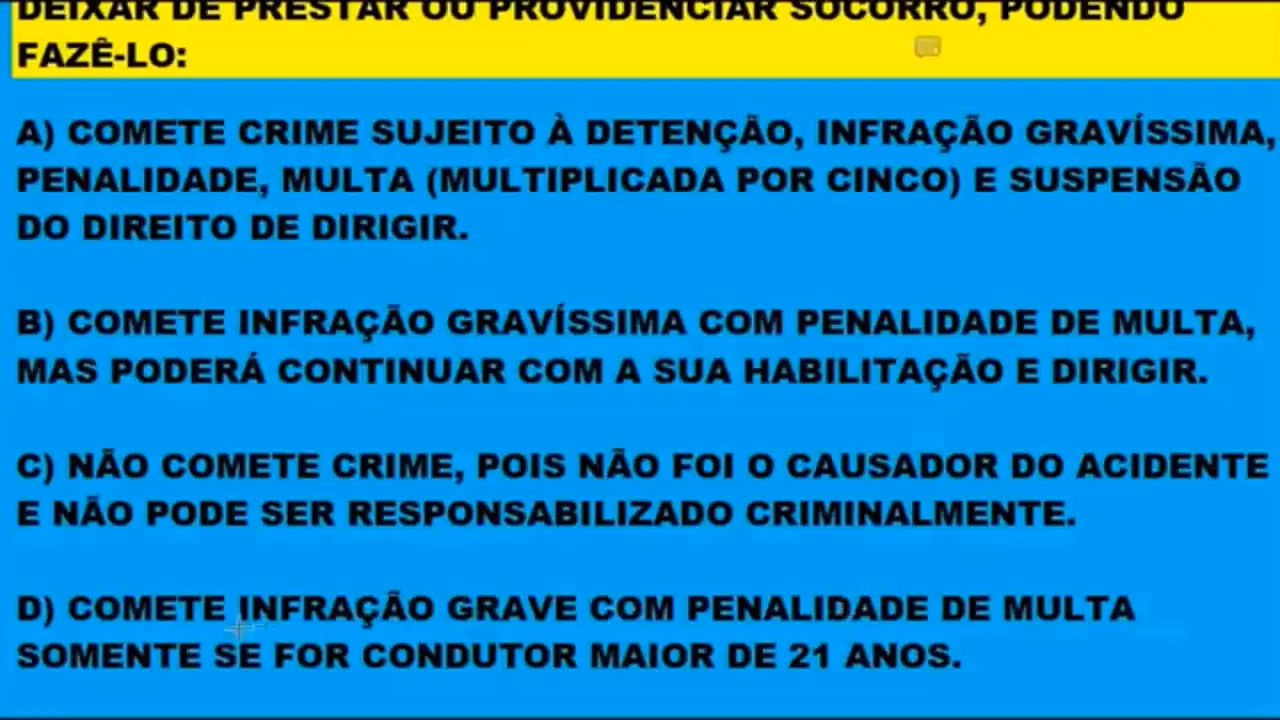 DEIXAR DE PRESTAR OU PROVIDENCIAR SOCORRO, PODENDO
FAZÊ-LO:
A) COMETE CRIME SUJEITO À DETENÇÃO, INFRAÇÃO GRAVÍSSIMA,
PENALIDADE, MULTA (MULTIPLICADA POR CINCO) E SUSPENSÃO
DO DIREITO DE DIRIGIR.
B) COMETE INFRAÇÃO GRAVÍSSIMA COM PENALIDADE DE MULTA,
MAS PODERÁ CONTINUAR COM A SUA HABILITAÇÃO E DIRIGIR.
C) NÃO COMETE CRIME, POIS NÃO FOI O CAUSADOR DO ACIDENTE
E NÃO PODE SER RESPONSABILIZADO CRIMINALMENTE.
D) COMETE INFRAÇÃO GRAVE COM PENALIDADE DE MULTA
SOMENTE SE FOR CONDUTOR MAIOR DE 21 ANOS.